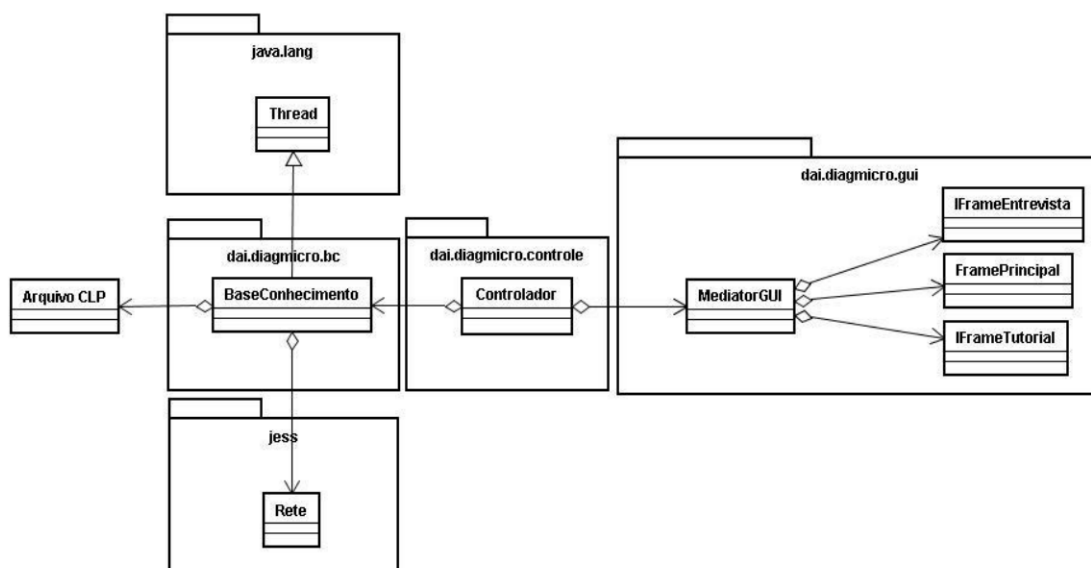 java.lang
Thread
dai.diagmicro.gui
IFrameEntrevista
dai.diagmicro.bc
dai.diagmicro.controle
FramePrincipal
Arquivo CLP
BaseConhecimento
Controlador
MediatorGUI
IFrameTutorial
jess
Rete